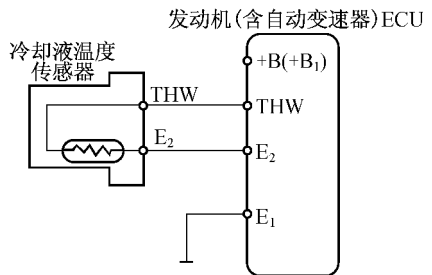 发动机(含自动变速器)ECU
冷却液温度
传感器
+B(+B₁)
THW
THW
E₂
E₂
E₁